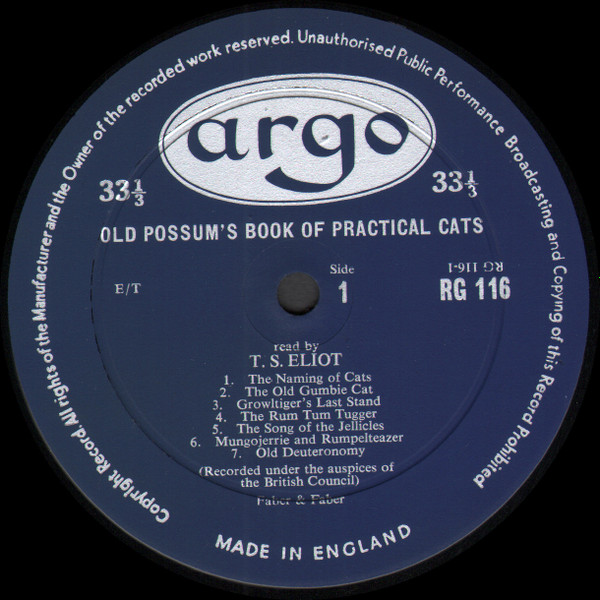 Copyright Record. All rights of the Manufacturer and the Owner of the recorded work reserved. Unauthorised Public Performance Broadcasting and Copying of this Record Prohibited
argo
33⅓
33⅓
OLD POSSUM'S BOOK OF PRACTICAL CATS
E/T
Side
1
RG 116-1
RG 116
read by
T. S. ELIOT
1. The Naming of Cats
2. The Old Gumbie Cat
3. Growltiger's Last Stand
4. The Rum Tum Tugger
5. The Song of the Jellicles
6. Mungojerrie and Rumpelteazer
7. Old Deuteronomy
(Recorded under the auspices of
the British Council)
Faber & Faber
MADE IN ENGLAND